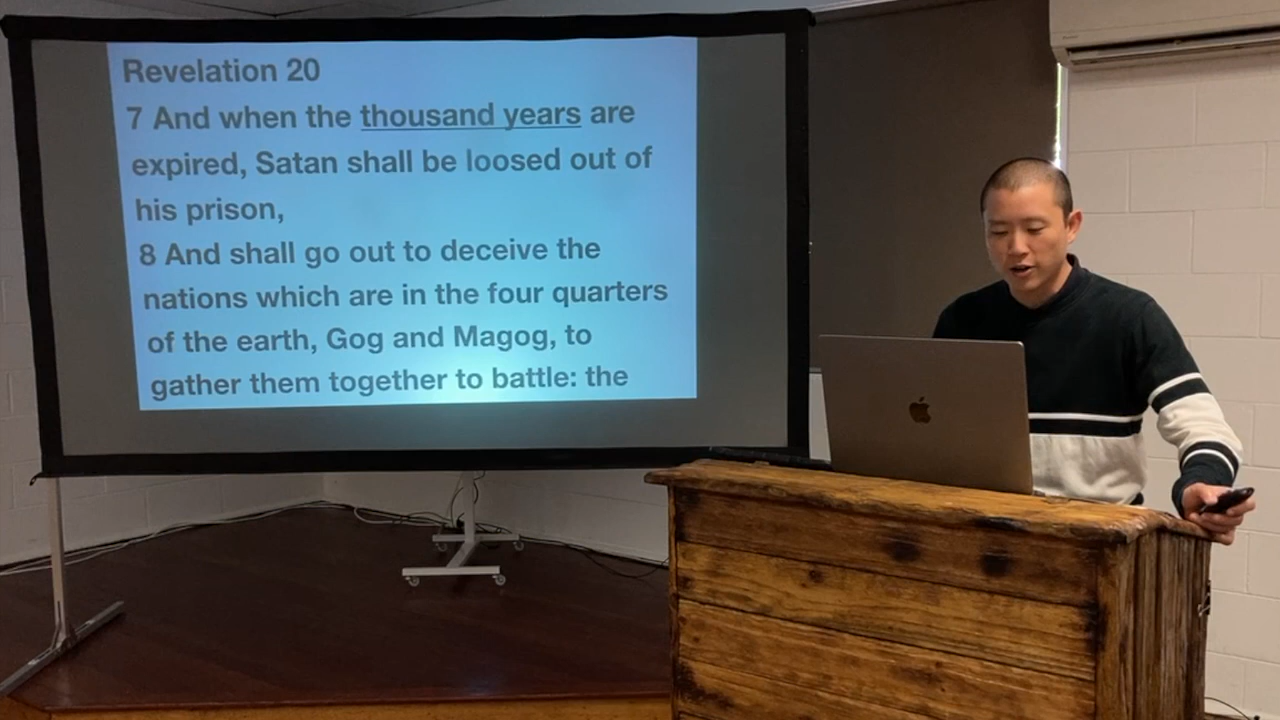 Revelation 20
7 And when the thousand years are
expired, Satan shall be loosed out of
his prison,
8 And shall go out to deceive the
nations which are in the four quarters
of the earth, Gog and Magog, to
gather them together to battle: the